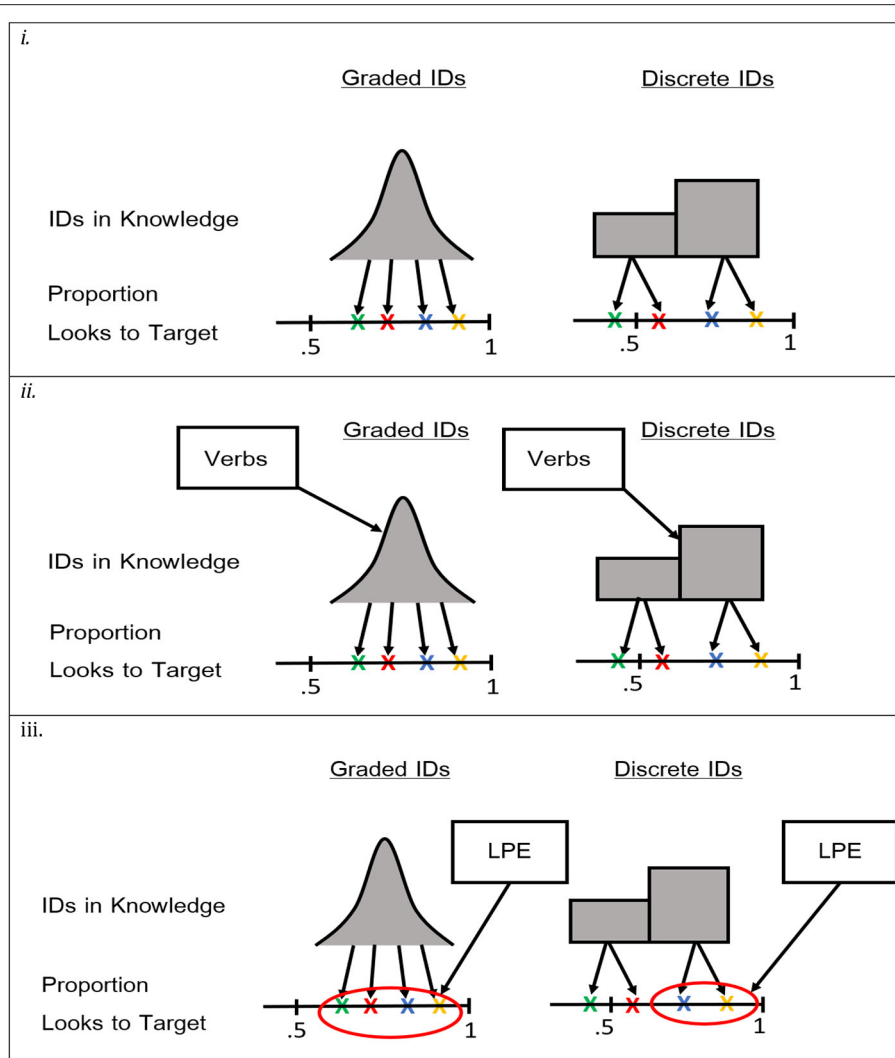 i.
Graded IDs Discrete IDs
IDs in Knowledge
Proportion
Looks to Target
X X X X X X X X
.5 1 .5 1
ii.
Graded IDs Discrete IDs
Verbs Verbs
IDs in Knowledge
Proportion
Looks to Target
X X X X X X X X
.5 1 .5 1
iii.
Graded IDs Discrete IDs
LPE LPE
IDs in Knowledge
Proportion
Looks to Target
X X X X X X X X
.5 1 .5 1